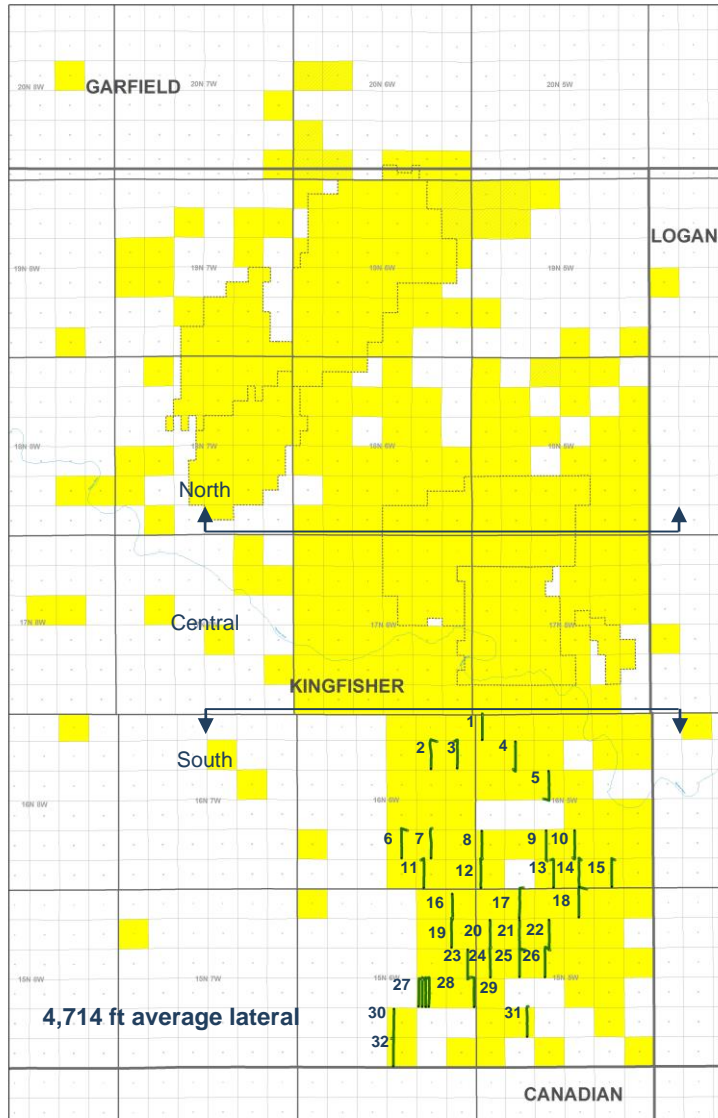 20N 8W
GARFIELD
20N 7W
20N 6W
20N 5W
LOGAN
19N 8W
19N 7W
19N 6W
19N 5W
18N 8W
18N 7W
18N 6W
18N 5W
North
17N 8W
Central
17N 6W
17N 5W
KINGFISHER
1
2
3
4
South
5
16N 8W
16N 7W
16N 6W
16N 5W
6
7
8
9
10
11
12
13
14
15
16
17
18
19
20
21
22
23
24
25
26
15N 8W
15N 7W
15N 6W
15N 5W
27
28
29
4,714 ft average lateral
30
31
32
CANADIAN